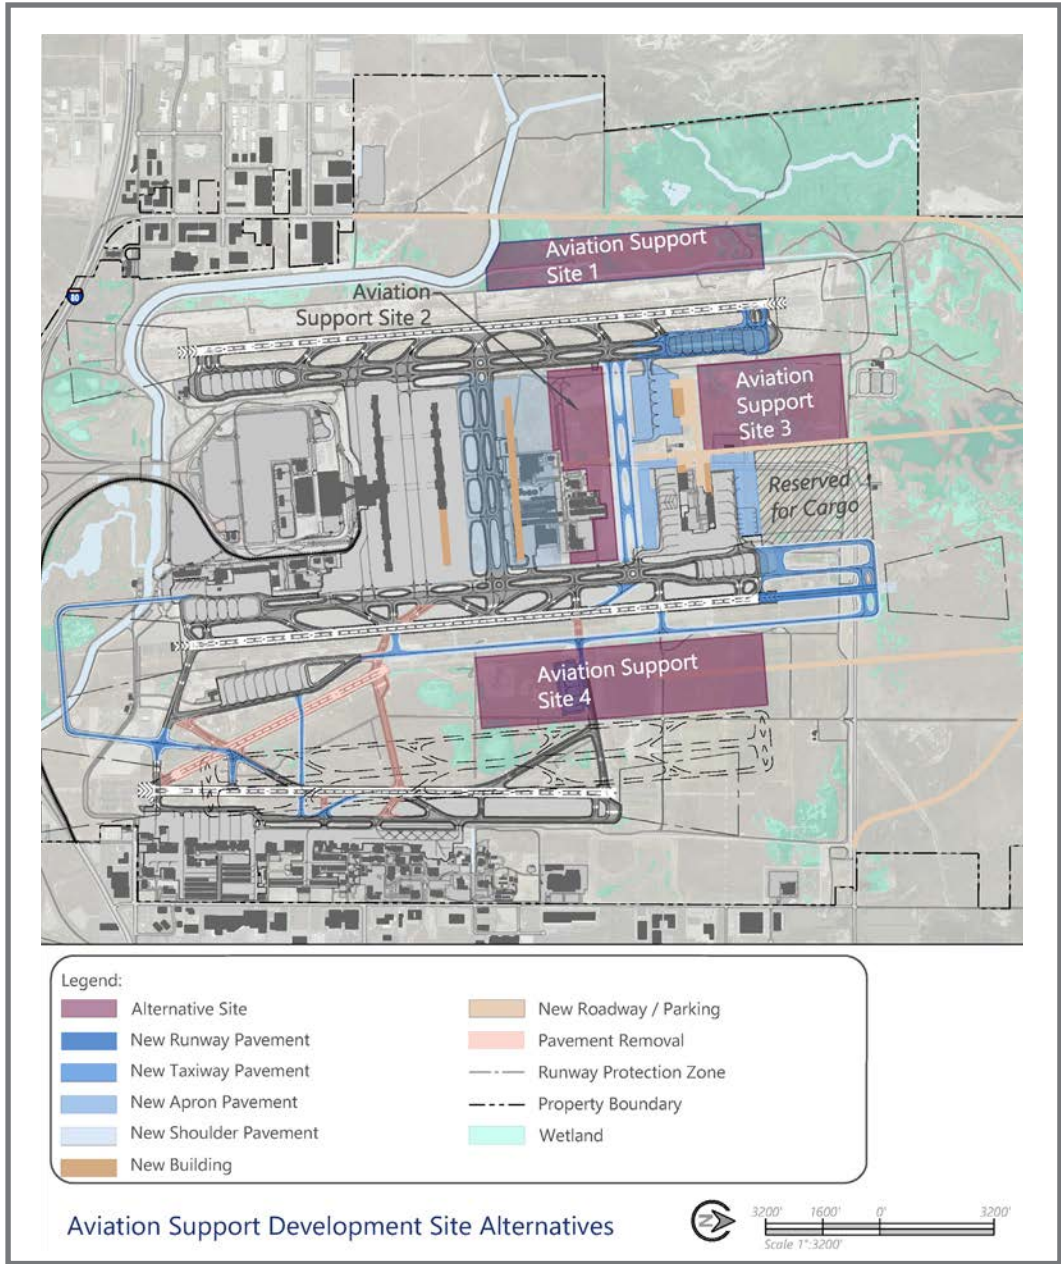 80
Aviation Support
Site 1
Aviation
Support Site 2
Aviation
Support
Site 3
Reserved
for Cargo
Aviation Support
Site 4
Legend:
Alternative Site
New Runway Pavement
New Taxiway Pavement
New Apron Pavement
New Shoulder Pavement
New Building
New Roadway / Parking
Pavement Removal
Runway Protection Zone
Property Boundary
Wetland
Aviation Support Development Site Alternatives
N
3200' 1600' 0' 3200'
Scale 1":3200'